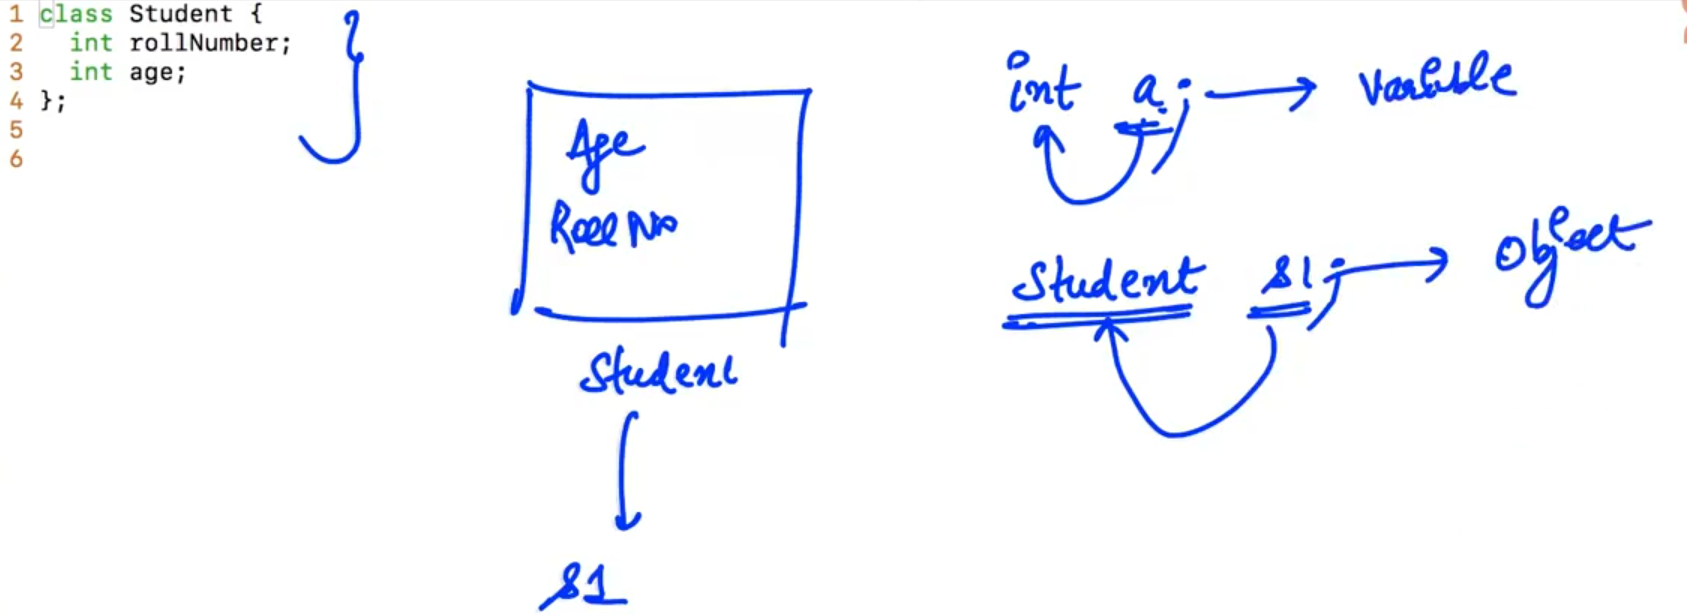 1 class Student {
2 int rollNumber;
3 int age;
4 };
5
6
Age
Roll No
Student
S1
int a; → Variable
Student S1; → Object